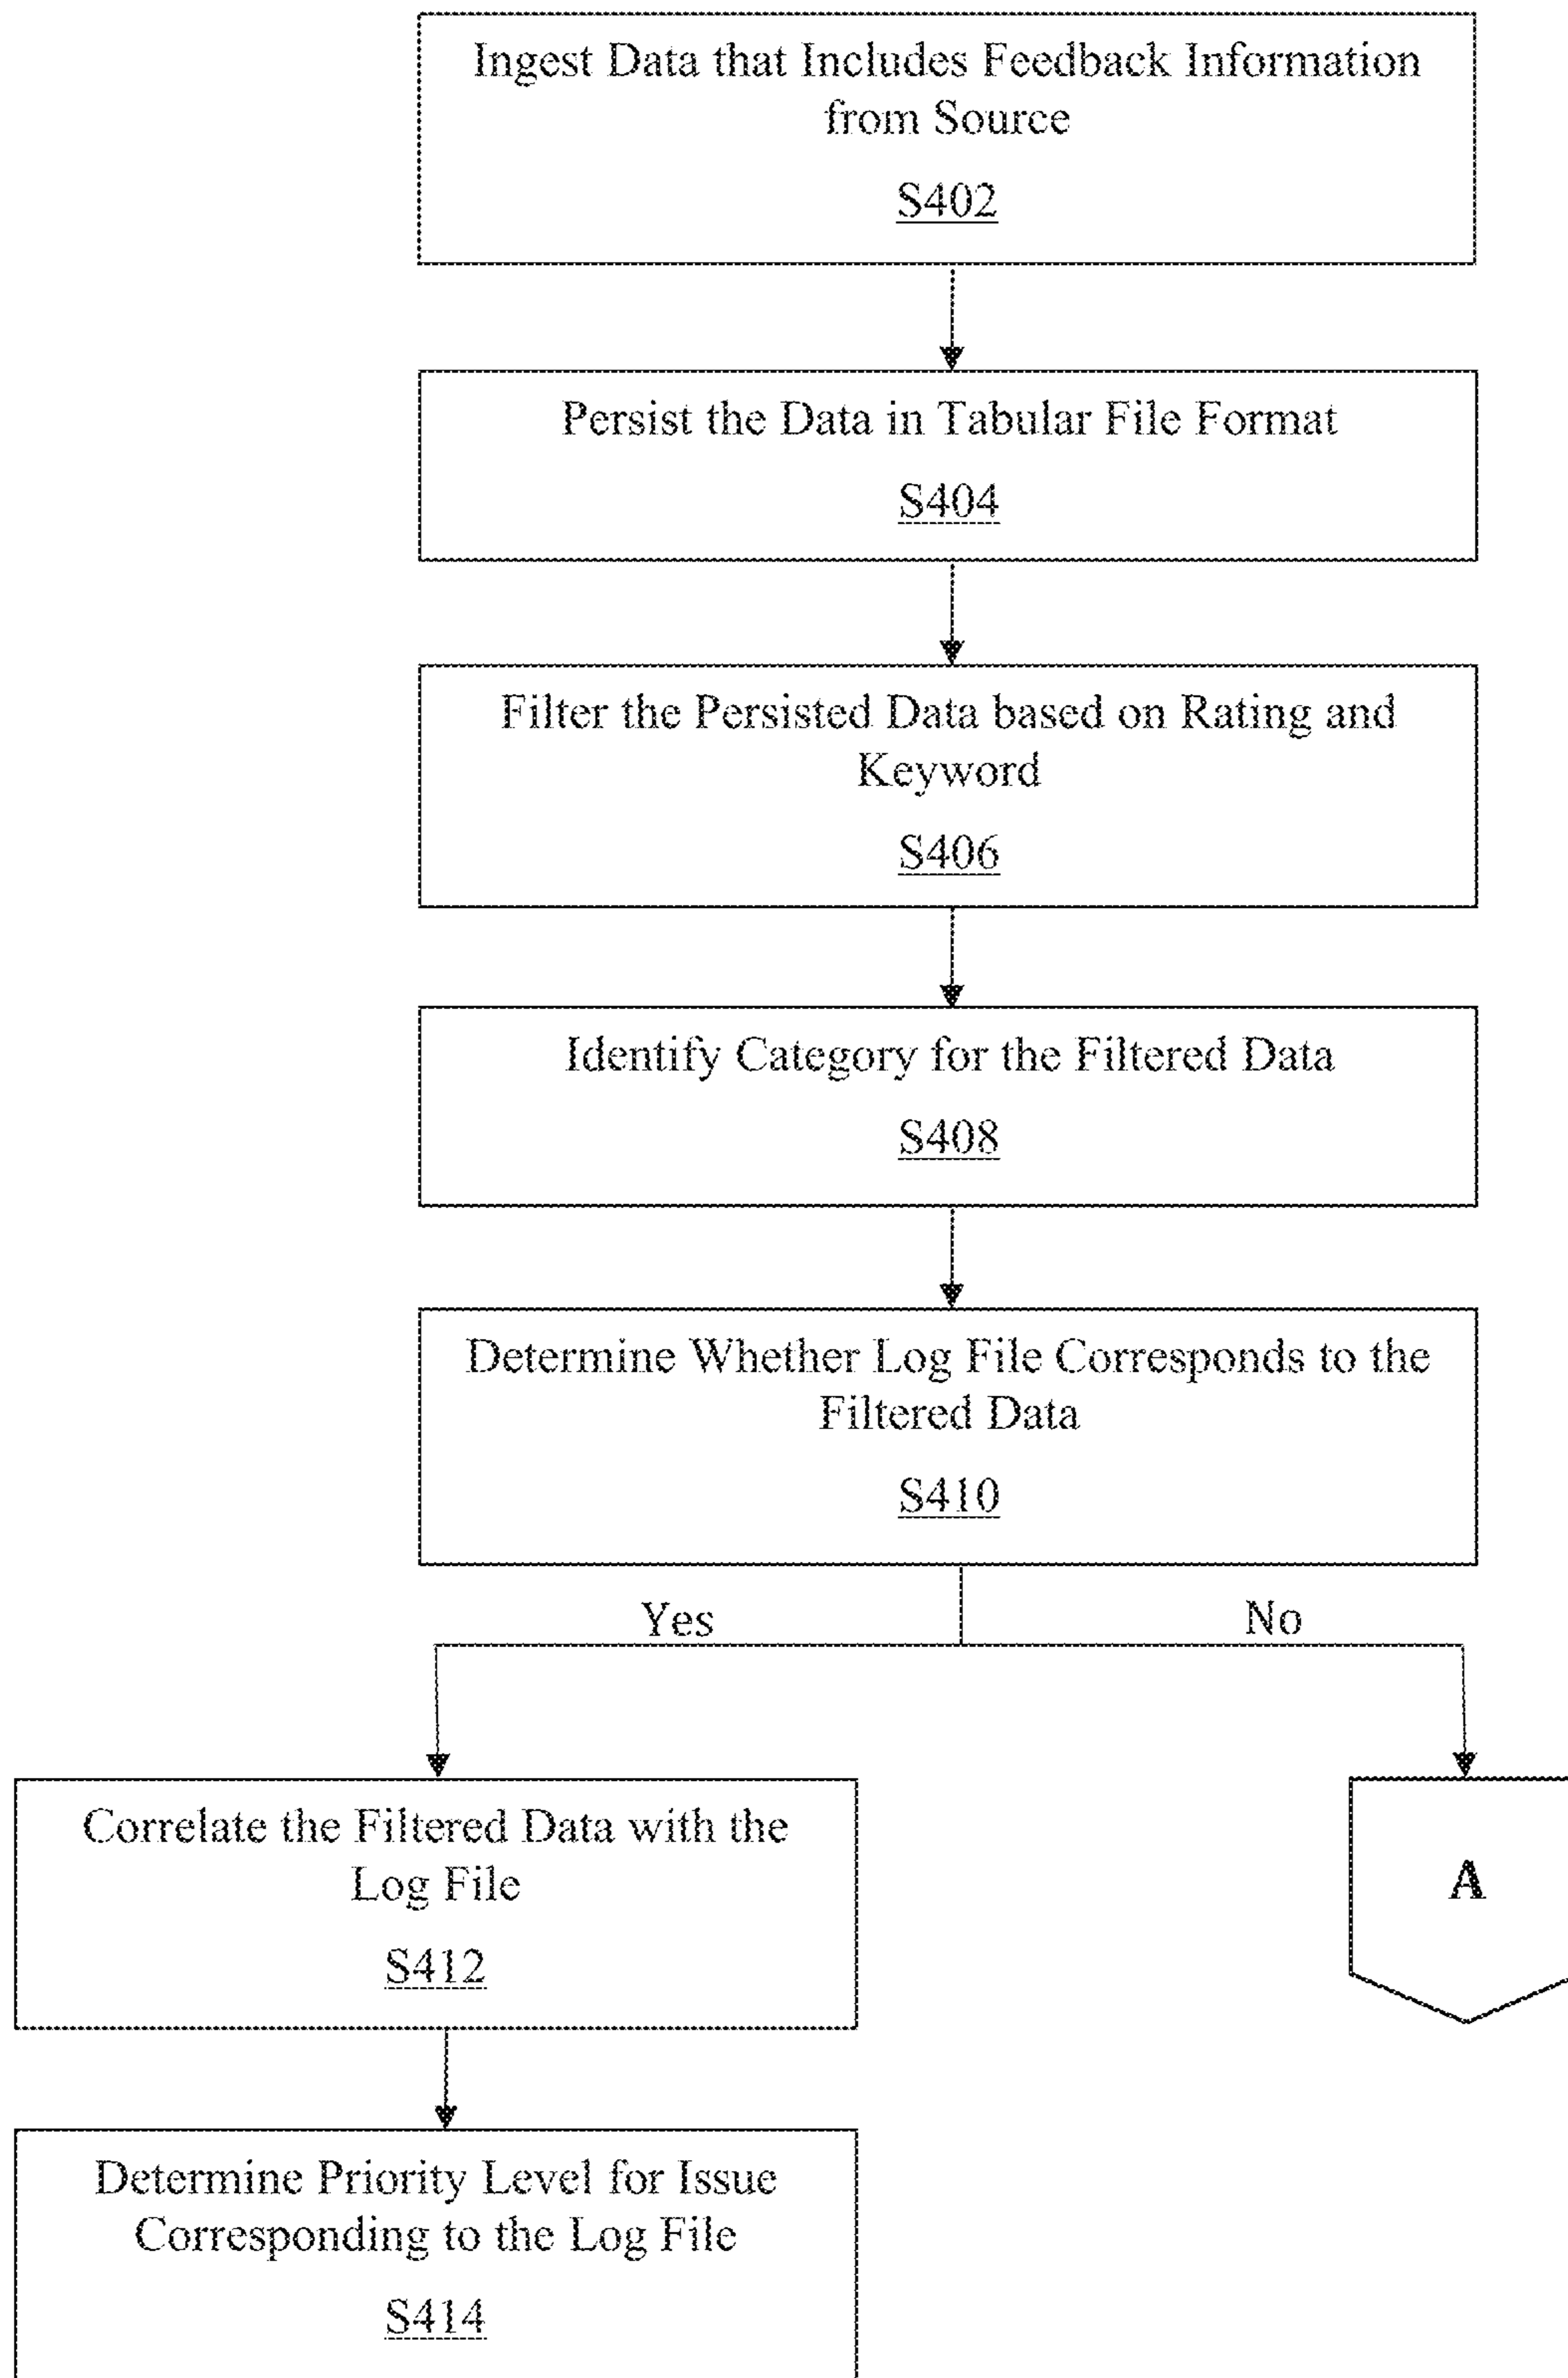 Ingest Data that Includes Feedback Information
from Source
S402
Persist the Data in Tabular File Format
S404
Filter the Persisted Data based on Rating and
Keyword
S406
Identify Category for the Filtered Data
S408
Determine Whether Log File Corresponds to the
Filtered Data
S410
Yes
No
Correlate the Filtered Data with the
Log File
S412
A
Determine Priority Level for Issue
Corresponding to the Log File
S414